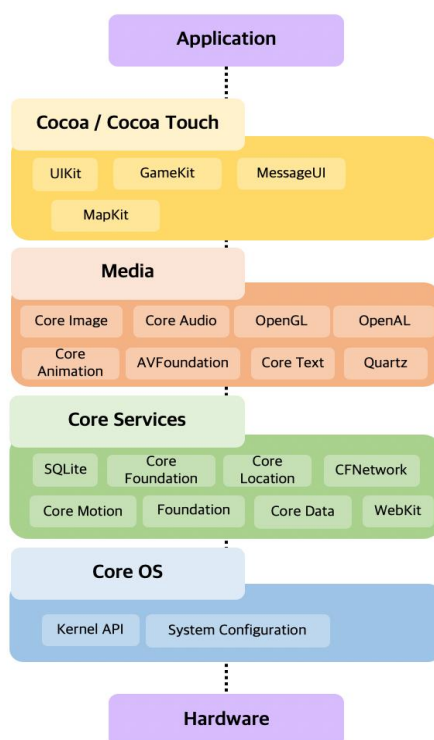 Application
Cocoa / Cocoa Touch
UIKit GameKit MessageUI
MapKit
Media
Core Image Core Audio OpenGL OpenAL
Core Animation AVFoundation Core Text Quartz
Core Services
SQLite Core Foundation Core Location CFNetwork
Core Motion Foundation Core Data WebKit
Core OS
Kernel API System Configuration
Hardware